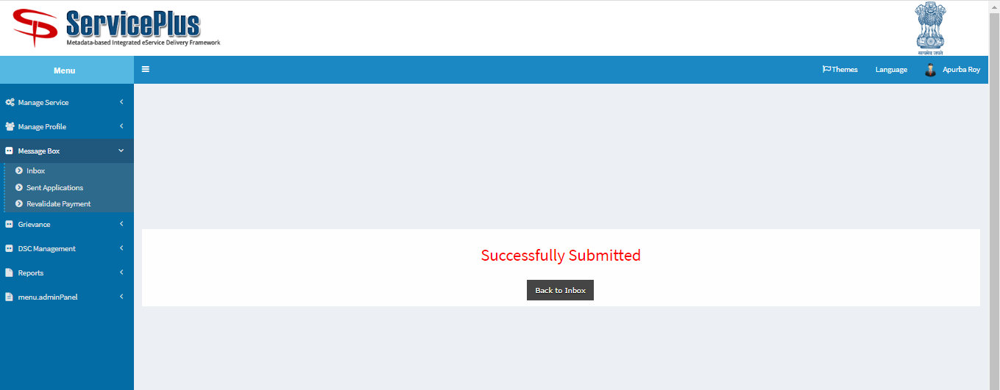 ServicePlus
Metadata-based Integrated eService Delivery Framework
सत्यमेव जयते
Menu
Themes
Language
Apurba Roy
Manage Service
Manage Profile
Message Box
Inbox
Sent Applications
Revalidate Payment
Grievance
DSC Management
Reports
menu.adminPanel
Successfully Submitted
Back to Inbox